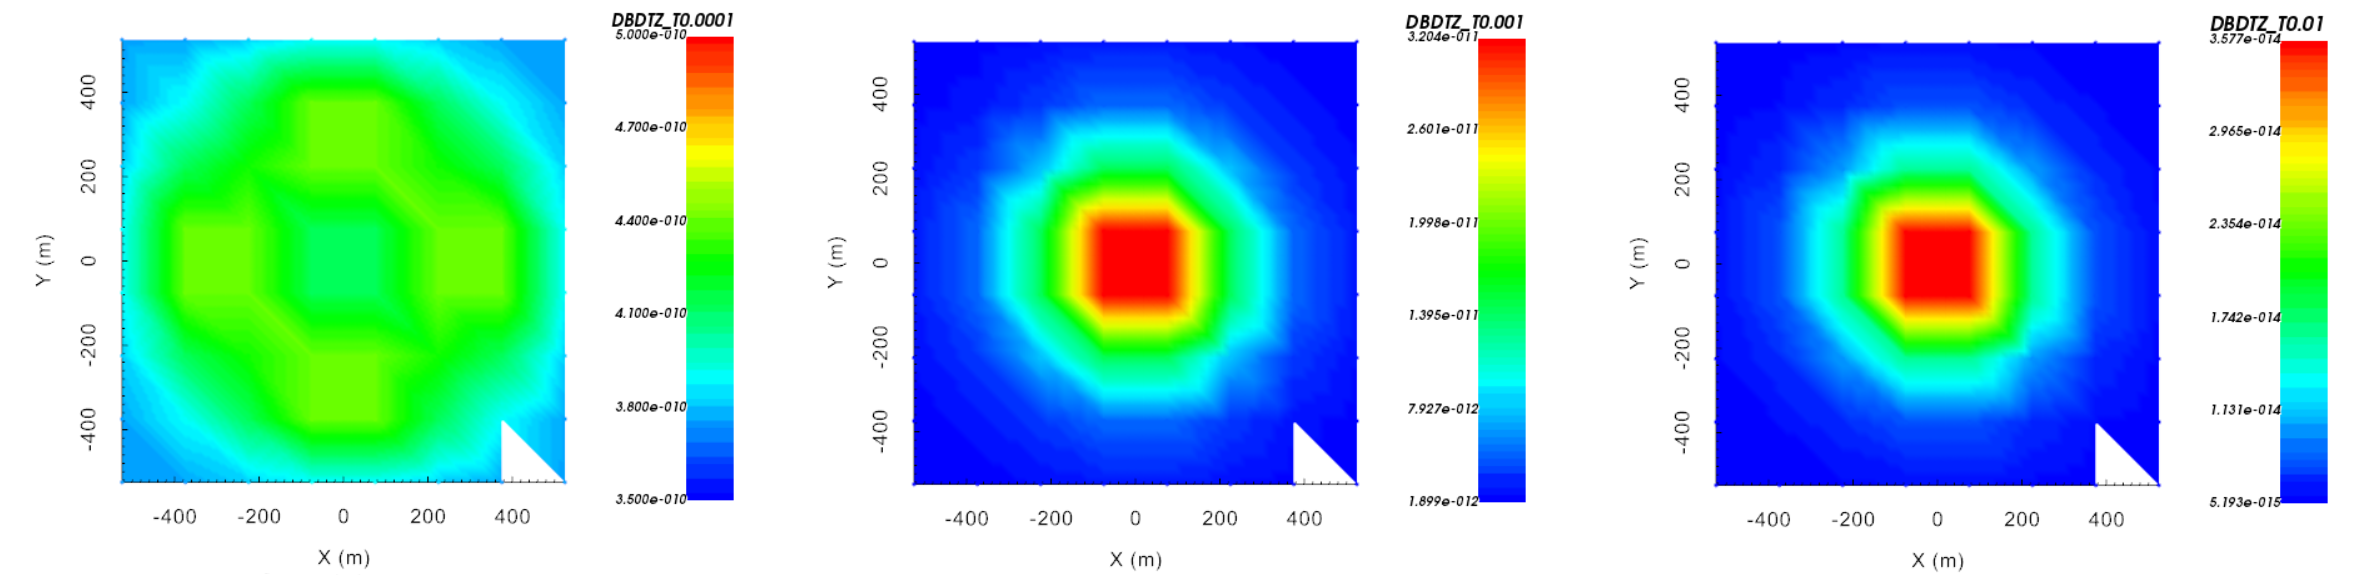 DBDTZ_T0.0001
5.000e-010
4.700e-010
4.400e-010
4.100e-010
3.800e-010
3.500e-010
400
200
0
-200
-400
Y (m)
-400 -200 0 200 400
X (m)
DBDTZ_T0.001
3.204e-011
2.601e-011
1.998e-011
1.395e-011
7.927e-012
1.899e-012
400
200
0
-200
-400
Y (m)
-400 -200 0 200 400
X (m)
DBDTZ_T0.01
3.577e-014
2.965e-014
2.354e-014
1.742e-014
1.131e-014
5.193e-015
400
200
0
-200
-400
Y (m)
-400 -200 0 200 400
X (m)